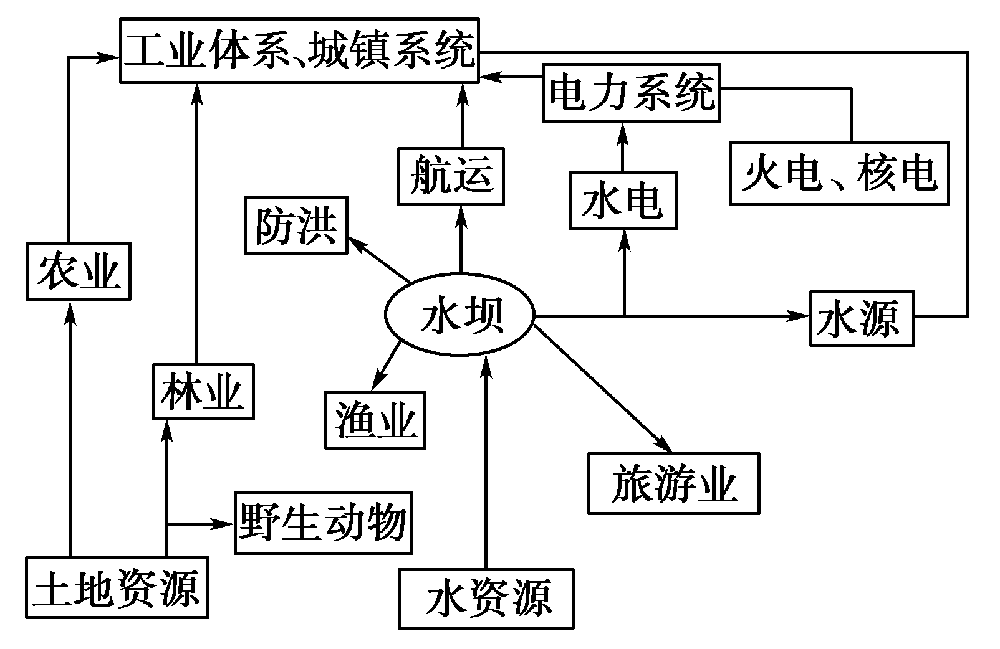 工业体系、城镇系统
电力系统
航运
火电、核电
水电
防洪
农业
水坝
水源
林业
渔业
旅游业
野生动物
土地资源
水资源